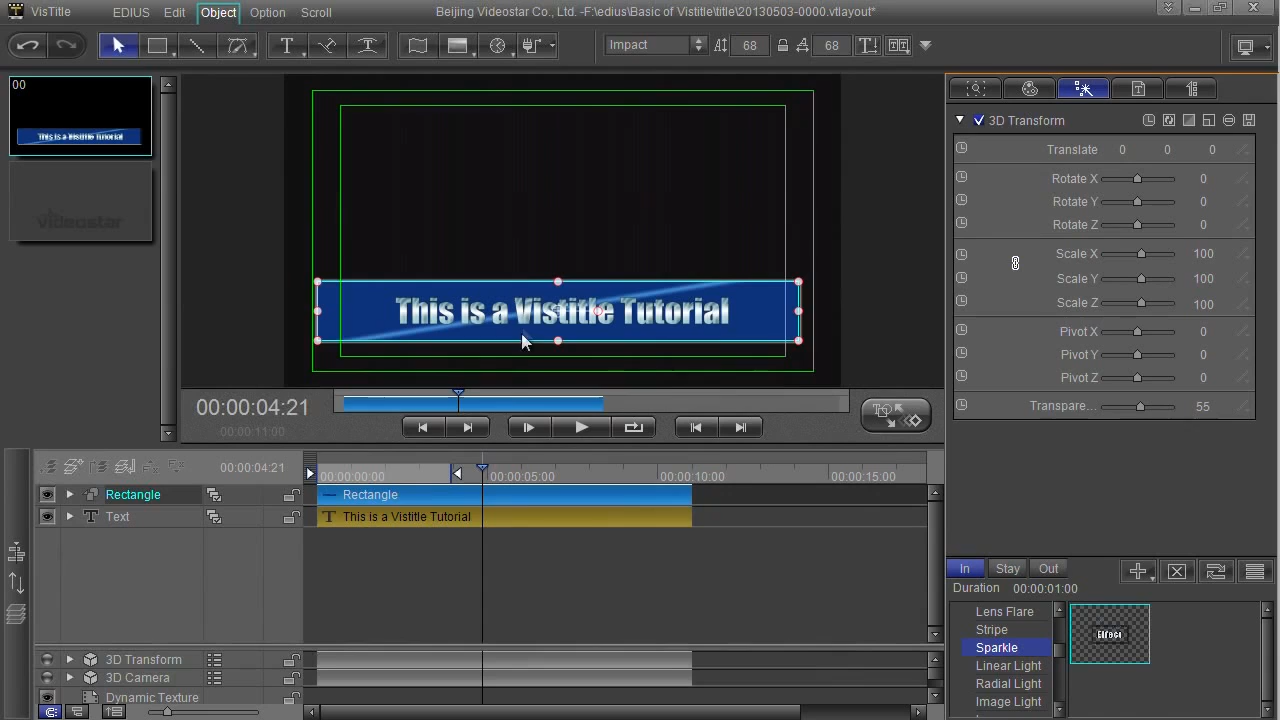 VisTitle EDIUS Edit Object Option Scroll Beijing Videostar Co., Ltd. -F:\edius\Basic of Vistitle\title\20130503-0000.vtlayout*
T T Impact 68 68
00
This is a Vistitle Tutorial
videostar
This is a Vistitle Tutorial
3D Transform
Translate 0 0 0
Rotate X 0
Rotate Y 0
Rotate Z 0
Scale X 100
Scale Y 100
Scale Z 100
Pivot X 0
Pivot Y 0
Pivot Z 0
Transpare... 55
00:00:04:21
00:00:11:00
00:00:04:21 00:00:00:00 00:00:05:00 00:00:10:00 00:00:15:00
Rectangle Rectangle
T Text T This is a Vistitle Tutorial
3D Transform
3D Camera
Dynamic Texture
In Stay Out
Duration 00:00:01:00
Lens Flare
Stripe
Sparkle
Linear Light
Radial Light
Image Light
Effect